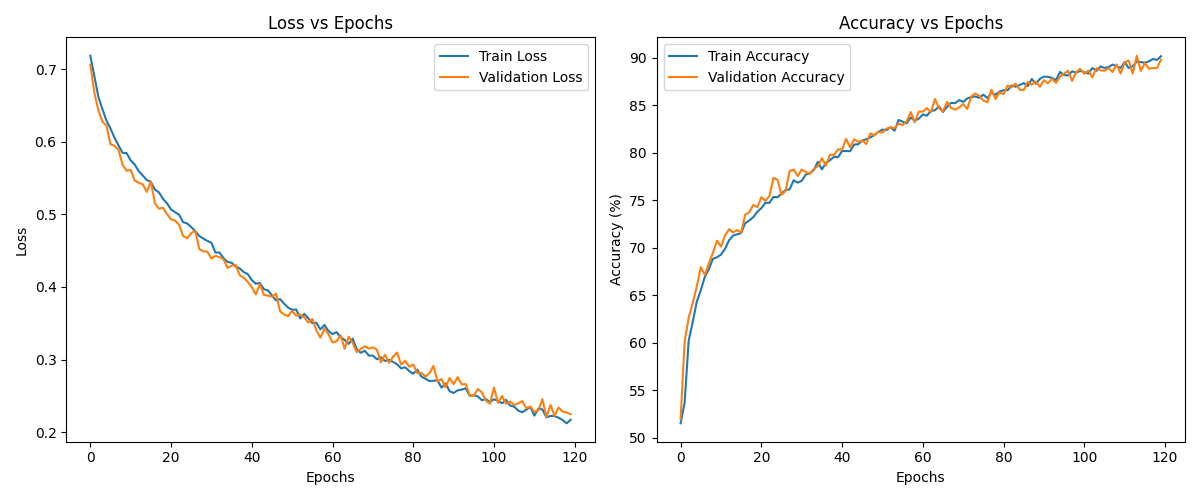 Loss vs Epochs
Train Loss
Validation Loss
0.7
0.6
0.5
0.4
0.3
0.2
Loss
0 20 40 60 80 100 120
Epochs
Accuracy vs Epochs
Train Accuracy
Validation Accuracy
90
85
80
75
70
65
60
55
50
Accuracy (%)
0 20 40 60 80 100 120
Epochs